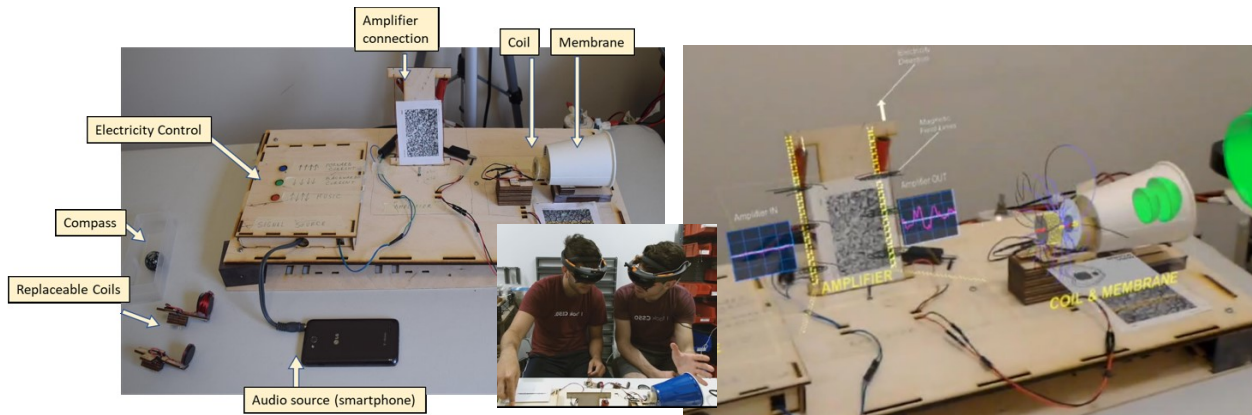 Amplifier
connection
Coil
Membrane
Electricity Control
Compass
Replaceable Coils
Audio source (smartphone)
LG
Electricity
Direction
Magnetic
Field Lines
Amplifier IN
Amplifier OUT
AMPLIFIER
COIL & MEMBRANE